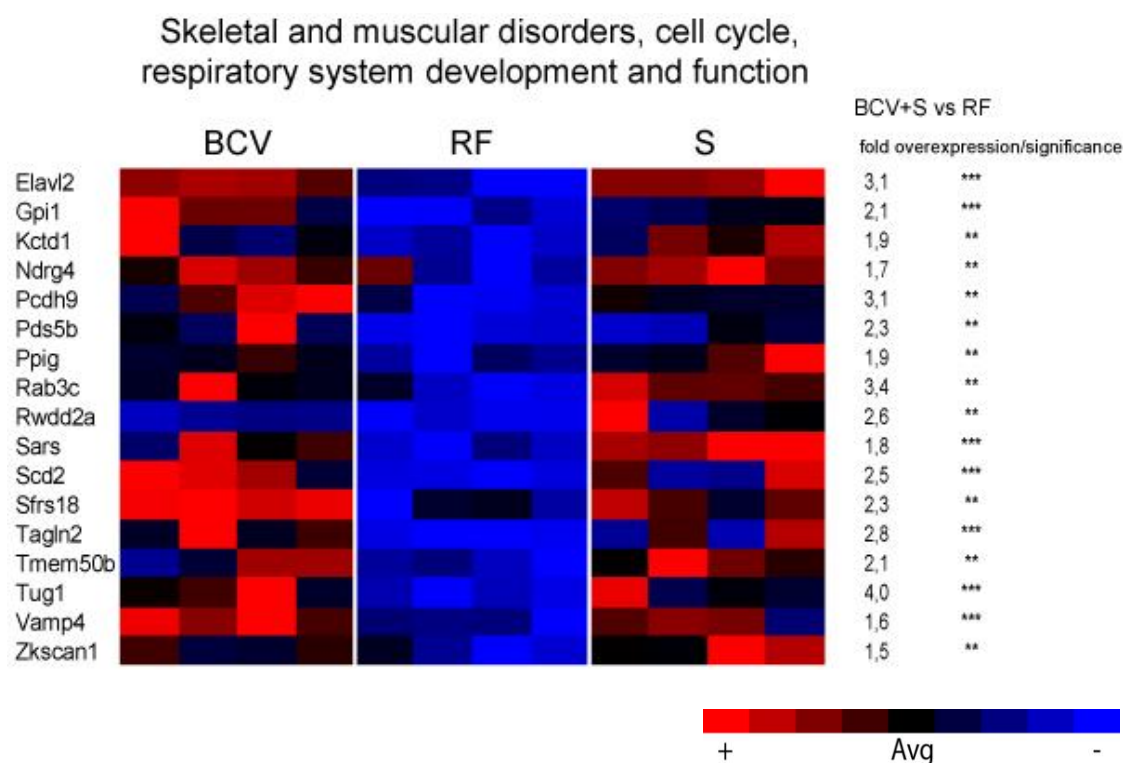 Skeletal and muscular disorders, cell cycle,
respiratory system development and function
BCV+S vs RF
BCV RF S
fold overexpression/significance
Elavl2 3,1 ***
Gpi1 2,1 ***
Kctd1 1,9 **
Ndrg4 1,7 **
Pcdh9 3,1 **
Pds5b 2,3 **
Ppig 1,9 **
Rab3c 3,4 **
Rwdd2a 2,6 **
Sars 1,8 ***
Scd2 2,5 ***
Sfrs18 2,3 **
Tagln2 2,8 ***
Tmem50b 2,1 **
Tug1 4,0 ***
Vamp4 1,6 ***
Zkscan1 1,5 **
+ Avg -